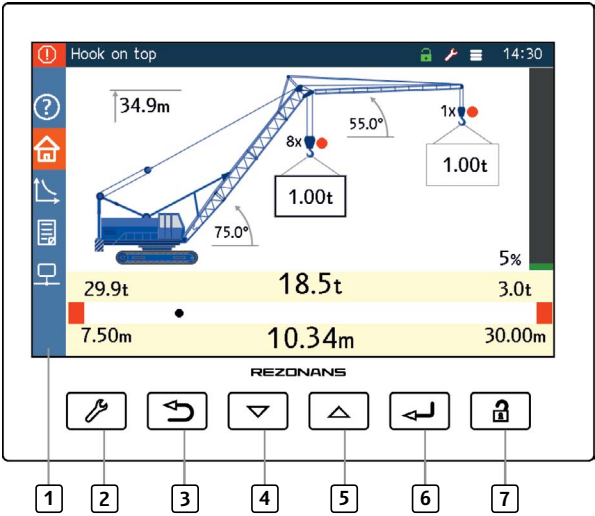 Hook on top 14:30
34.9m
55.0°
1x
8x
1.00t
1.00t
75.0°
5%
29.9t 18.5t 3.0t
7.50m 10.34m 30.00m
REZONANS
1 2 3 4 5 6 7